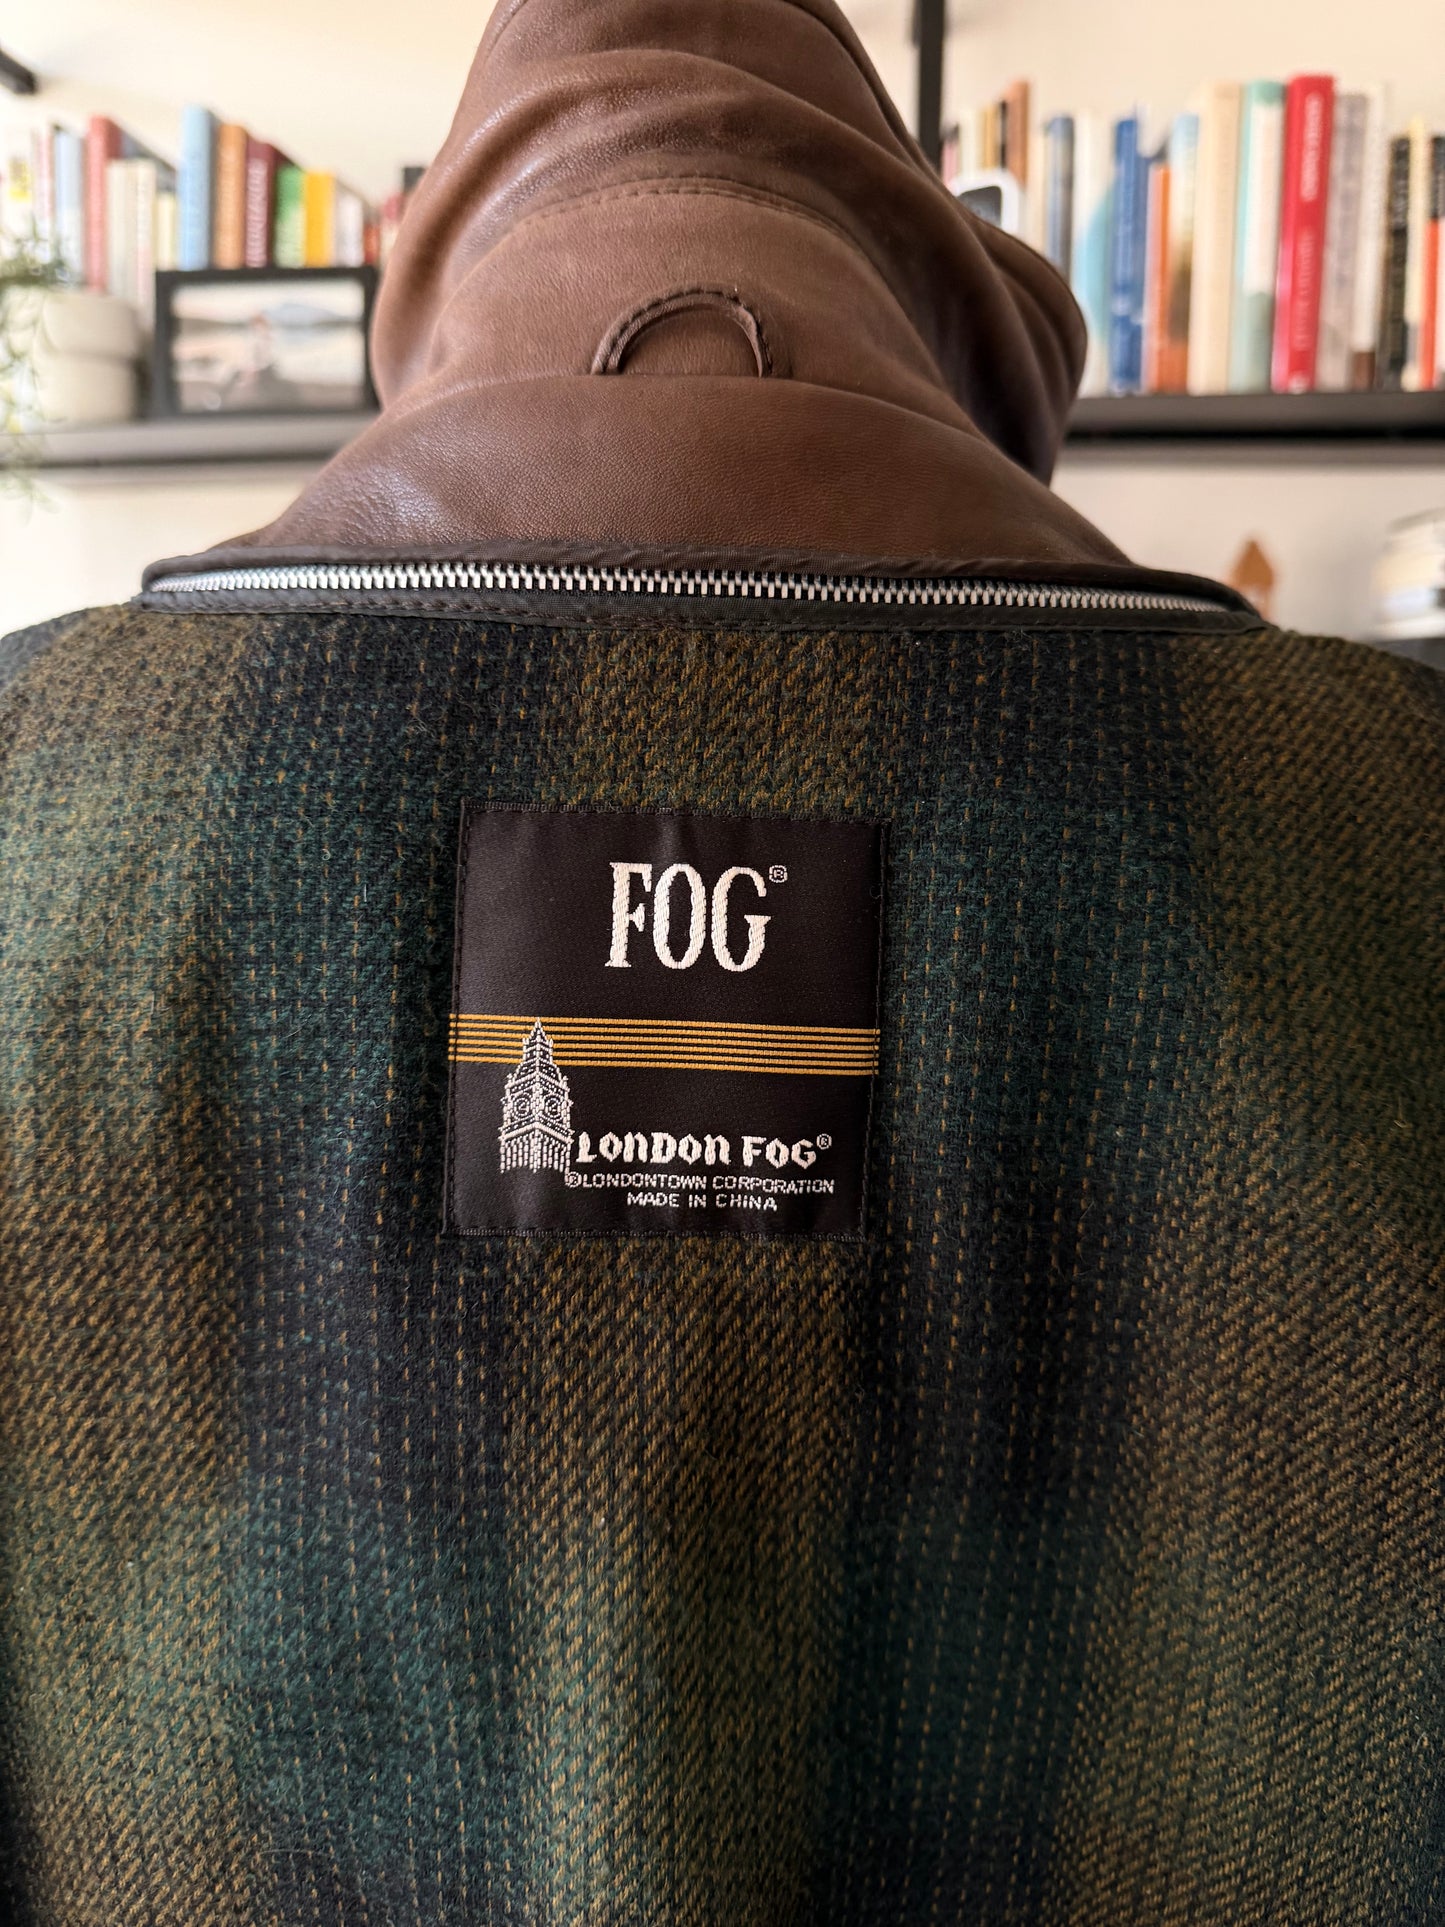 FOG®
LONDON FOG®
®LONDONTOWN CORPORATION
MADE IN CHINA